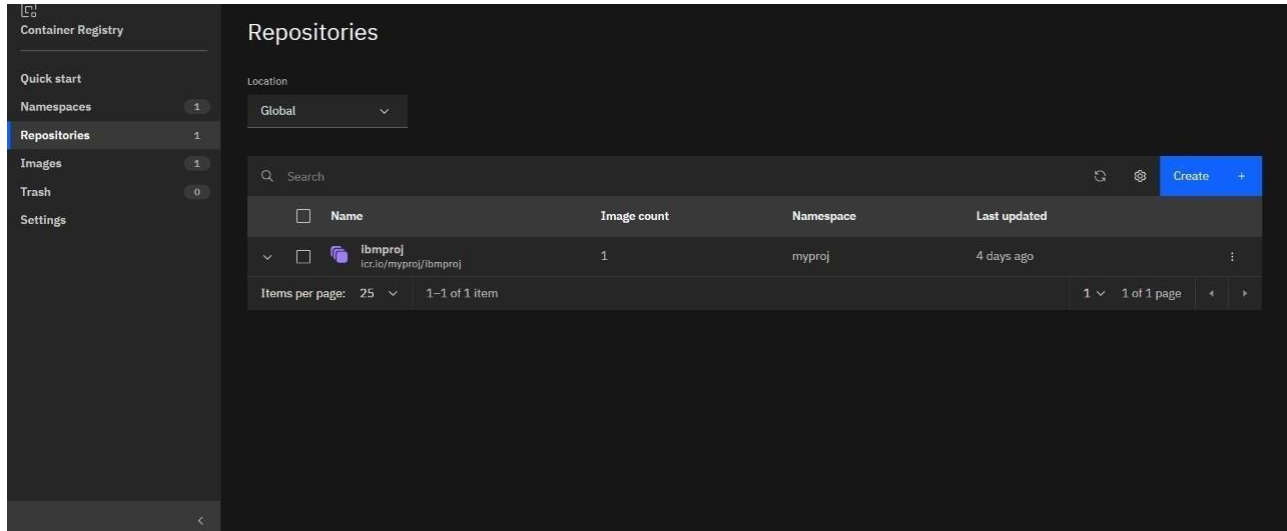 Container Registry
Quick start
Namespaces 1
Repositories 1
Images 1
Trash 0
Settings
Repositories
Location
Global
Search
Create +
Name Image count Namespace Last updated
ibmproj 1 myproj 4 days ago
icr.io/myproj/ibmproj
Items per page: 25 1–1 of 1 item 1 1 of 1 page